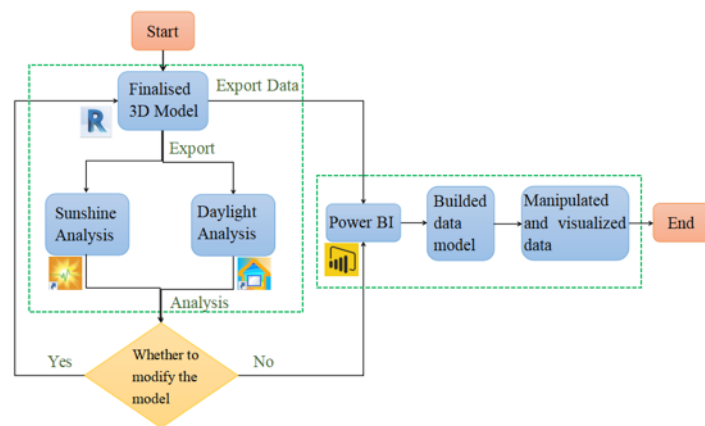 Start
Finalised
3D Model
Export Data
R
Export
Sunshine
Analysis
Daylight
Analysis
Power BI
Builded
data
model
Manipulated
and visualized
data
End
Analysis
Yes
Whether to
modify the
model
No